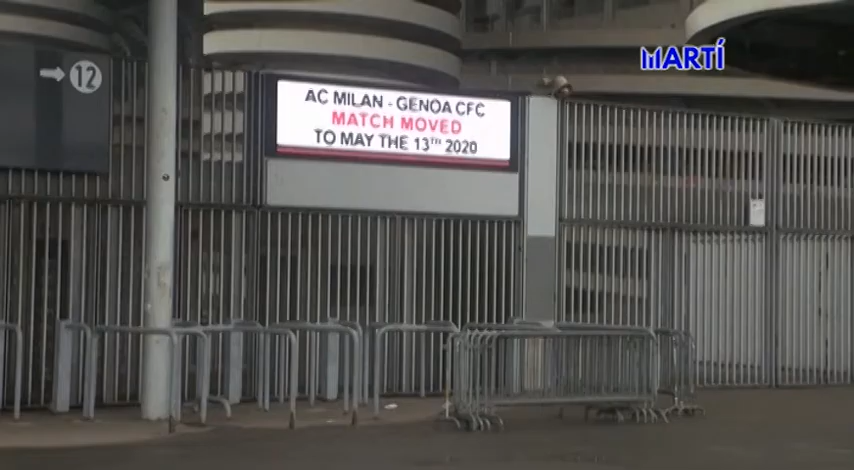 MARTÍ
12
AC MILAN - GENOA CFC
MATCH MOVED
TO MAY THE 13TH 2020